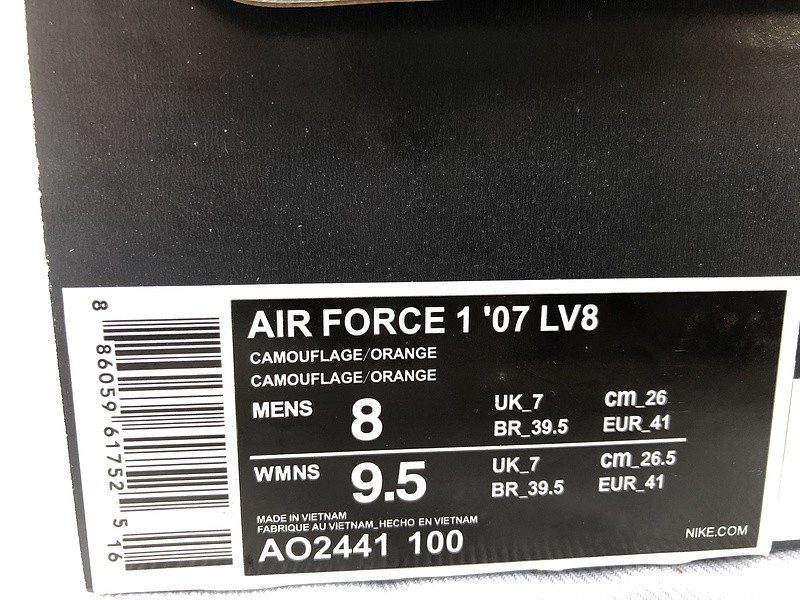 AIR FORCE 1 '07 LV8
CAMOUFLAGE/ORANGE
CAMOUFLAGE/ORANGE
MENS 8 UK_7 cm_26
BR_39.5 EUR_41
WMNS 9.5 UK_7 cm_26.5
BR_39.5 EUR_41
MADE IN VIETNAM
FABRIQUE AU VIETNAM_HECHO EN VIETNAM
AO2441 100 NIKE.COM
8 86059 61752 5 16